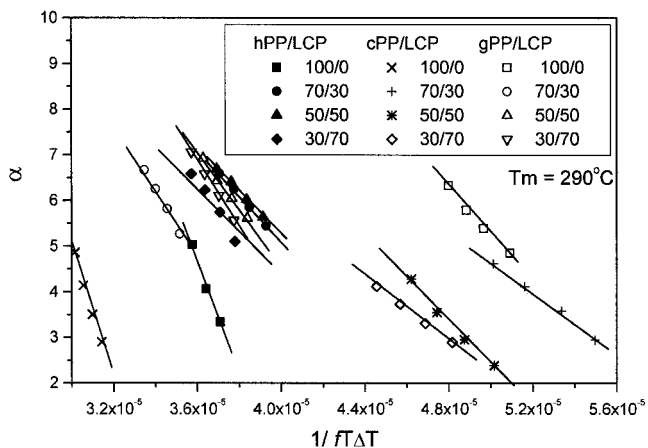 hPP/LCP cPP/LCP gPP/LCP
100/0 100/0 100/0
70/30 70/30 70/30
50/50 50/50 50/50
30/70 30/70 30/70
Tm = 290°C
α
10
9
8
7
6
5
4
3
2
3.2x10⁻⁵ 3.6x10⁻⁵ 4.0x10⁻⁵ 4.4x10⁻⁵ 4.8x10⁻⁵ 5.2x10⁻⁵ 5.6x10⁻⁵
1/ fTΔT